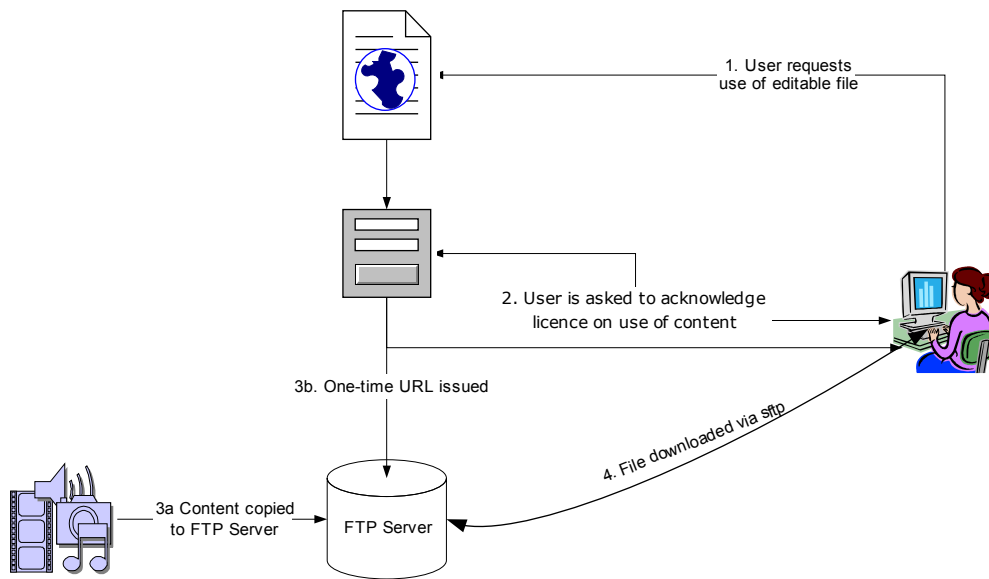 1. User requests
use of editable file
2. User is asked to acknowledge
licence on use of content
3b. One-time URL issued
4. File downloaded via sftp
3a Content copied
to FTP Server
FTP Server